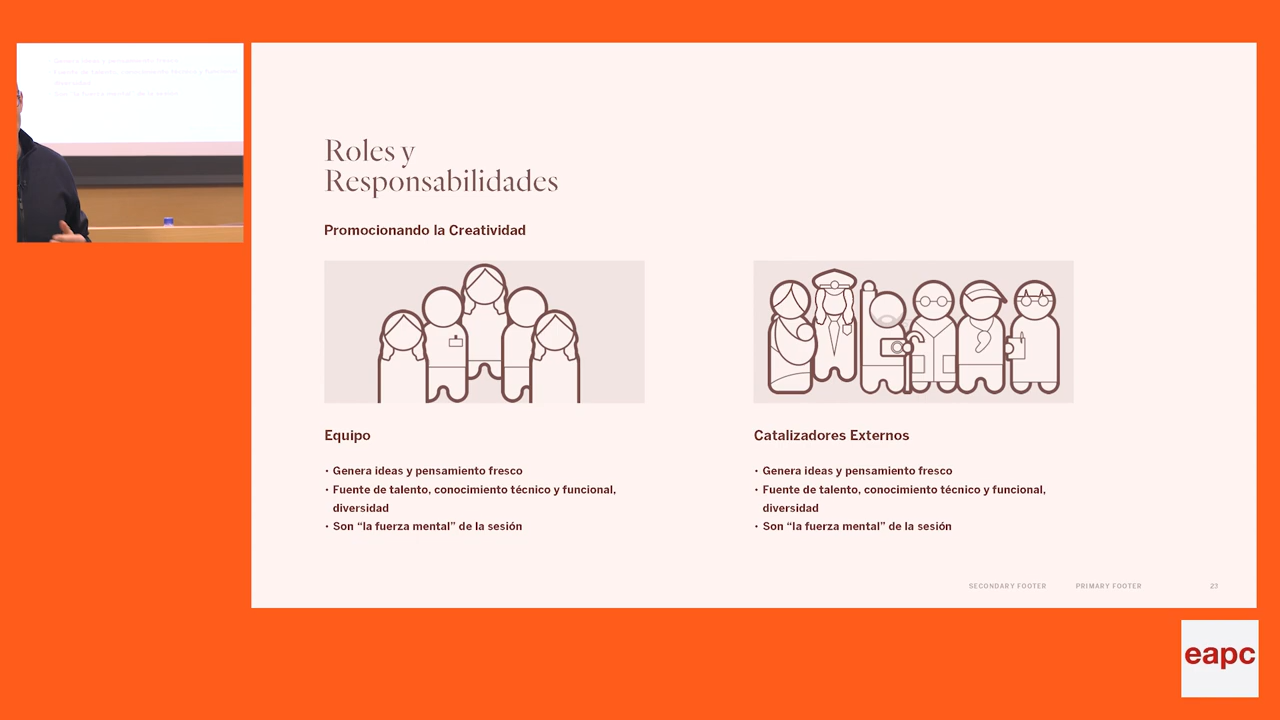 Roles y
Responsabilidades
Promocionando la Creatividad
Equipo
• Genera ideas y pensamiento fresco
• Fuente de talento, conocimiento técnico y funcional,
diversidad
• Son “la fuerza mental” de la sesión
Catalizadores Externos
• Genera ideas y pensamiento fresco
• Fuente de talento, conocimiento técnico y funcional,
diversidad
• Son “la fuerza mental” de la sesión
SECONDARY FOOTER
PRIMARY FOOTER
23
eapc